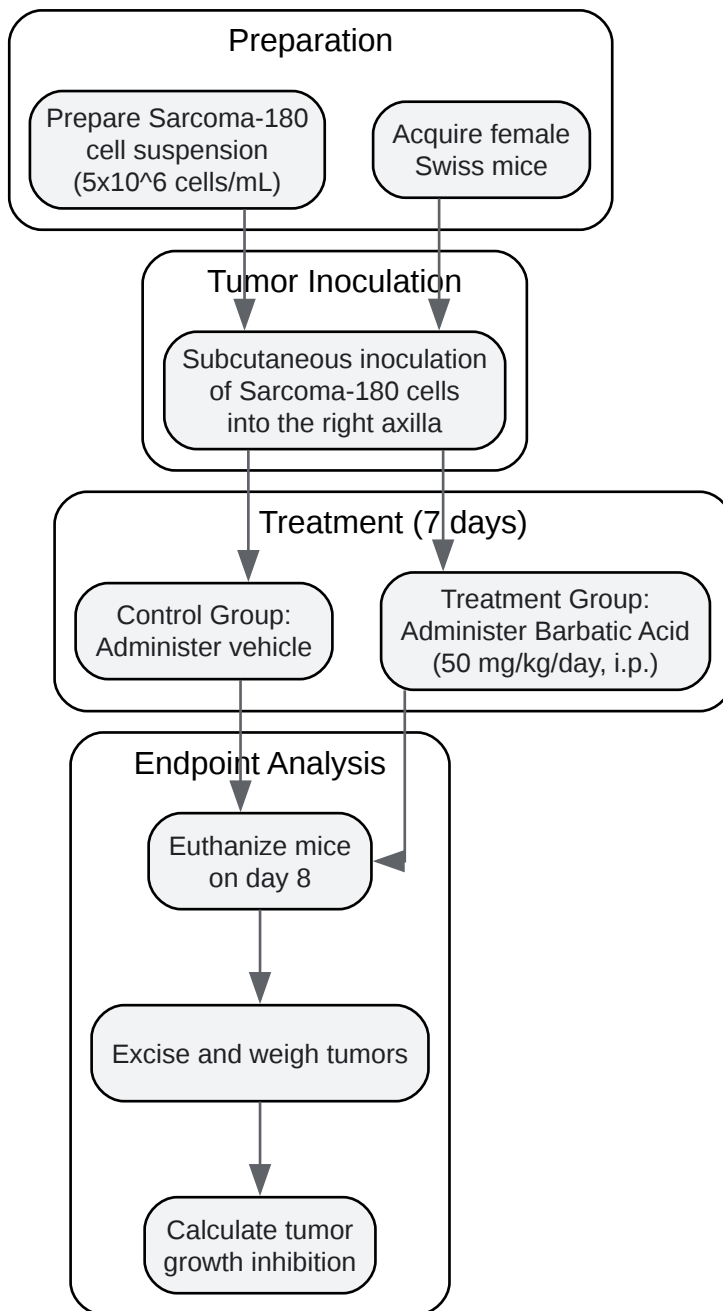 Preparation
Prepare Sarcoma-180
cell suspension
(5x10^6 cells/mL)
Acquire female
Swiss mice
Tumor Inoculation
Subcutaneous inoculation
of Sarcoma-180 cells
into the right axilla
Treatment (7 days)
Control Group:
Administer vehicle
Treatment Group:
Administer Barbatic Acid
(50 mg/kg/day, i.p.)
Endpoint Analysis
Euthanize mice
on day 8
Excise and weigh tumors
Calculate tumor
growth inhibition